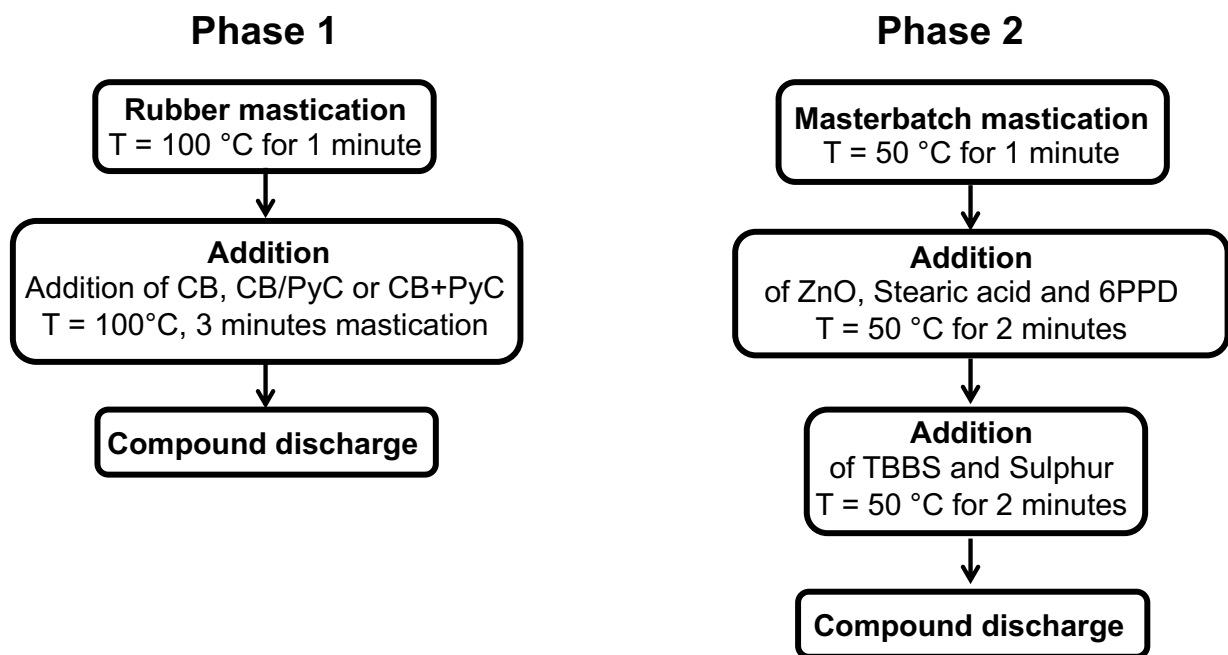 Phase 1
Rubber mastication
T = 100 °C for 1 minute
Addition
Addition of CB, CB/PyC or CB+PyC
T = 100°C, 3 minutes mastication
Compound discharge
Phase 2
Masterbatch mastication
T = 50 °C for 1 minute
Addition
of ZnO, Stearic acid and 6PPD
T = 50 °C for 2 minutes
Addition
of TBBS and Sulphur
T = 50 °C for 2 minutes
Compound discharge